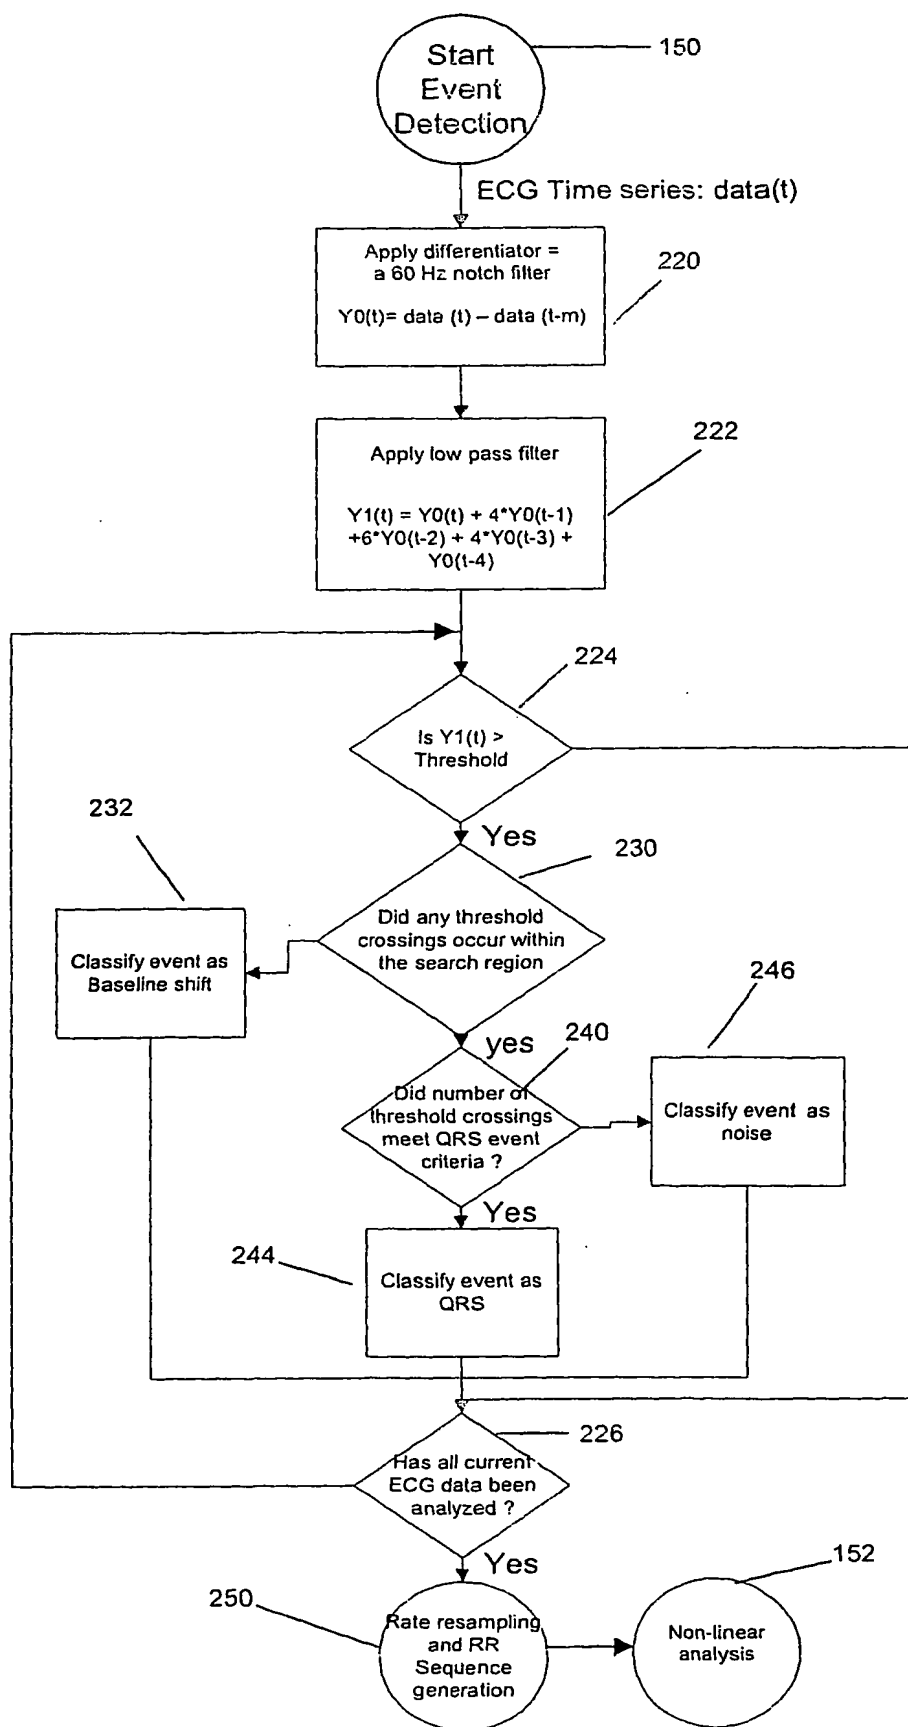 Start
Event
Detection
150
ECG Time series: data(t)
Apply differentiator =
a 60 Hz notch filter
Y0(t)= data (t) – data (t-m)
220
222
Apply low pass filter
Y1(t) = Y0(t) + 4*Y0(t-1)
+6*Y0(t-2) + 4*Y0(t-3) +
Y0(t-4)
224
Is Y1(t) >
Threshold
232
Yes
230
Did any threshold
crossings occur within
the search region
Classify event as
Baseline shift
246
yes
240
Did number of
threshold crossings
meet QRS event
criteria ?
Classify event as
noise
Yes
244
Classify event as
QRS
226
Has all current
ECG data been
analyzed ?
Yes
152
250
Rate resampling
and RR
Sequence
generation
Non-linear
analysis